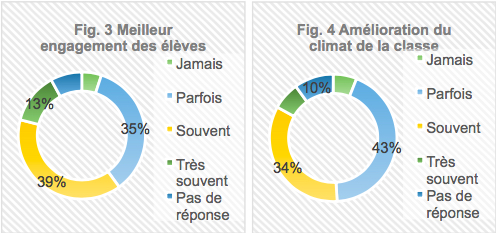 Fig. 3 Meilleur
engagement des élèves
Jamais
Parfois
Souvent
Très
souvent
Pas de
réponse
35%
39%
13%
Fig. 4 Amélioration du
climat de la classe
Jamais
Parfois
Souvent
Très
souvent
Pas de
réponse
10%
43%
34%